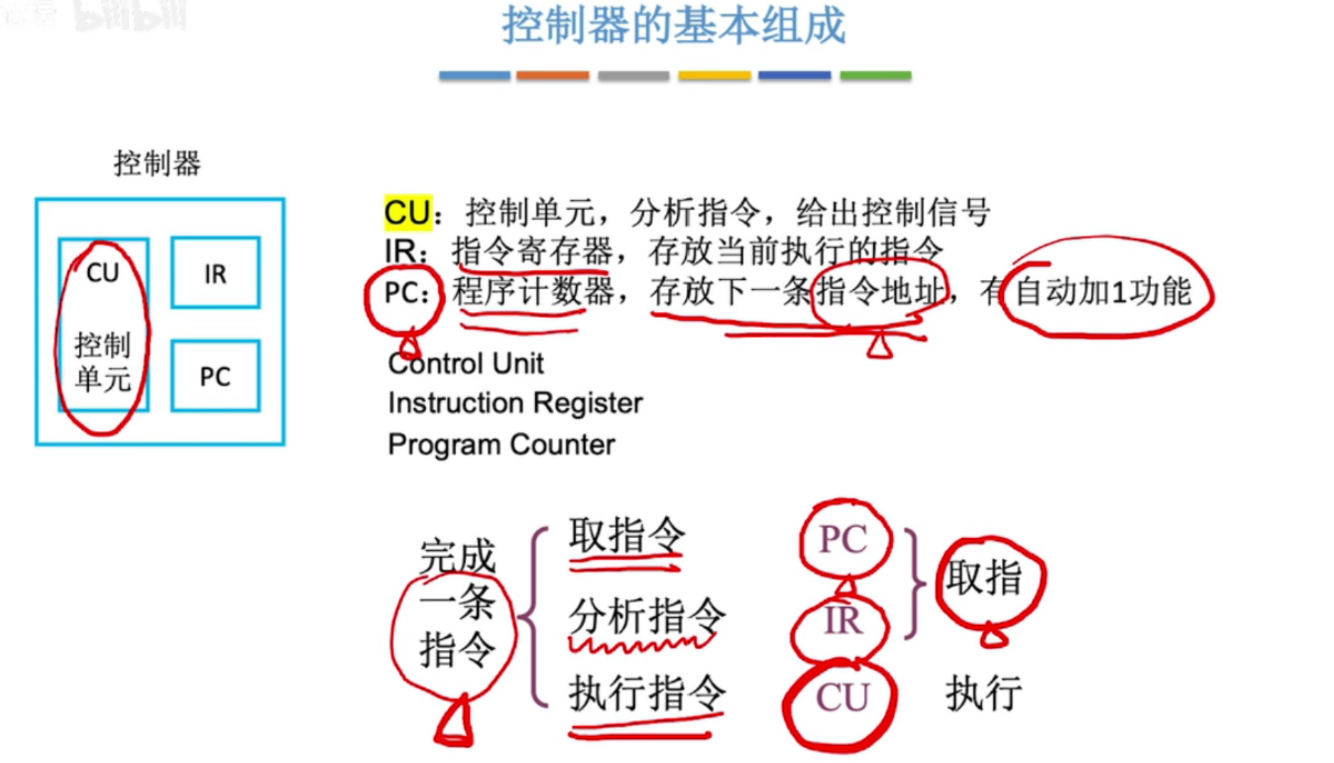 bilibili
控制器的基本组成
控制器
CU
控制
单元
IR
PC
CU：控制单元，分析指令，给出控制信号
IR：指令寄存器，存放当前执行的指令
PC：程序计数器，存放下一条指令地址，有自动加1功能
Control Unit
Instruction Register
Program Counter
完成
一条
指令
取指令
分析指令
执行指令
PC
IR
取指
CU
执行